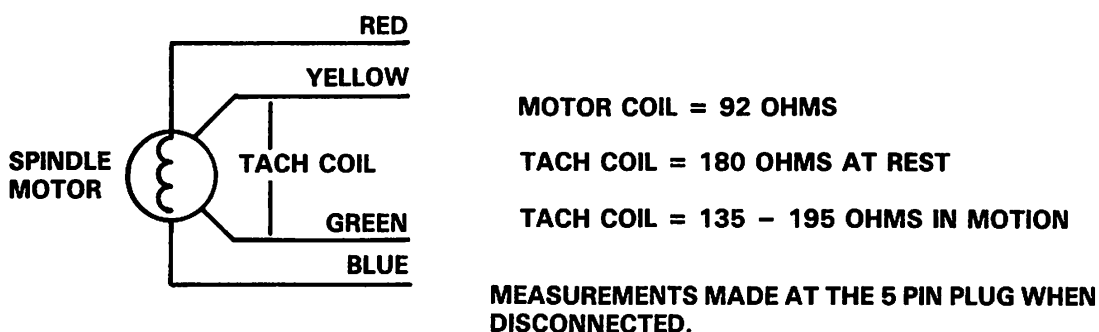 RED
YELLOW
SPINDLE
MOTOR
TACH COIL
GREEN
BLUE
MOTOR COIL = 92 OHMS
TACH COIL = 180 OHMS AT REST
TACH COIL = 135 – 195 OHMS IN MOTION
MEASUREMENTS MADE AT THE 5 PIN PLUG WHEN
DISCONNECTED.